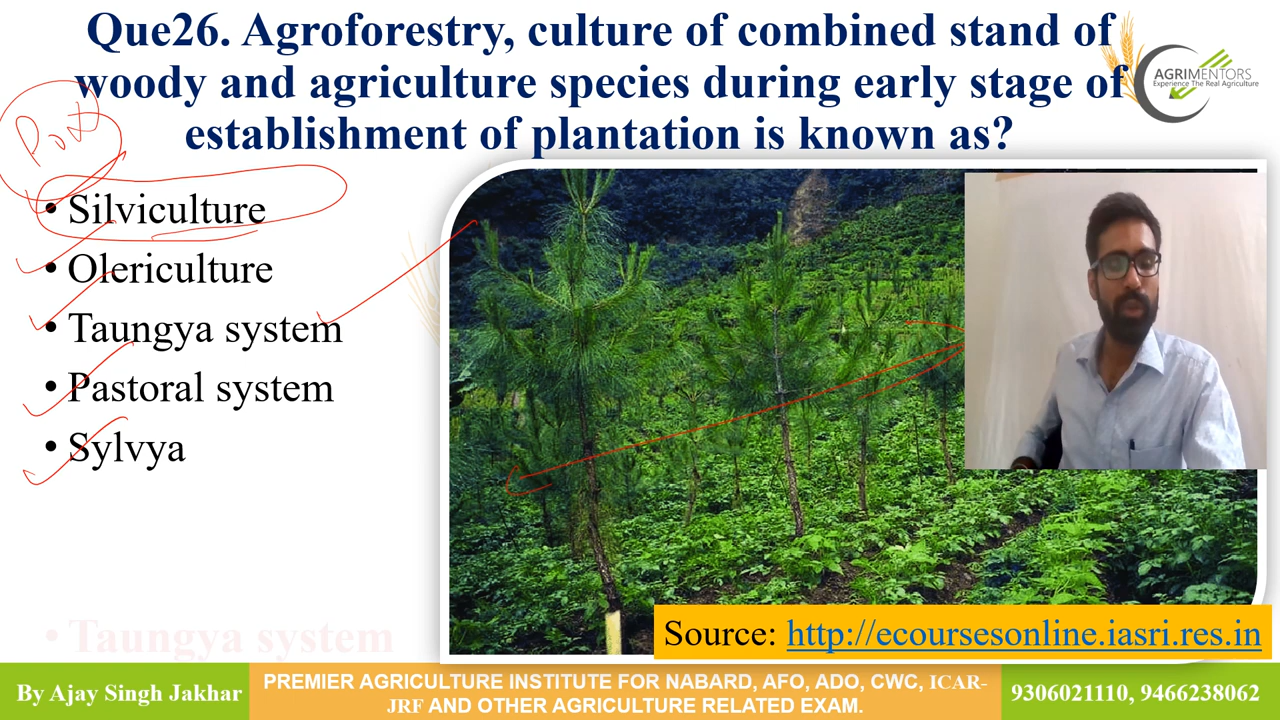 Que26. Agroforestry, culture of combined stand of
woody and agriculture species during early stage of
establishment of plantation is known as?
AGRIMENTORS
Experience The Real Agriculture
• Silviculture
• Olericulture
• Taungya system
• Pastoral system
• Sylvya
• Taungya system
Source: http://ecoursesonline.iasri.res.in
By Ajay Singh Jakhar
PREMIER AGRICULTURE INSTITUTE FOR NABARD, AFO, ADO, CWC, ICAR-
JRF AND OTHER AGRICULTURE RELATED EXAM.
9306021110, 9466238062